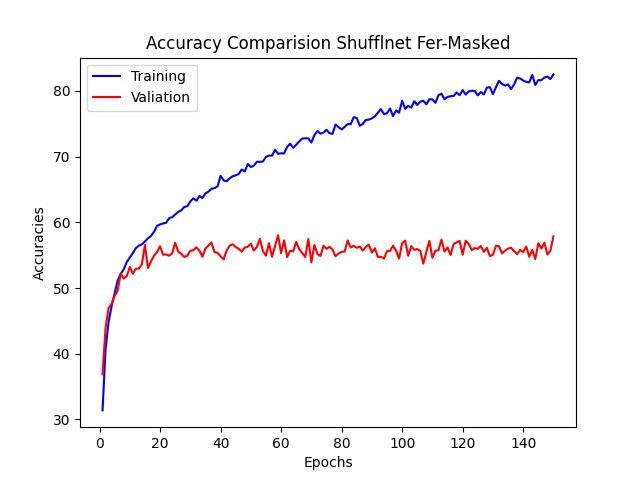 Accuracy Comparision Shufflnet Fer-Masked
Training
Valiation
Accuracies
80
70
60
50
40
30
0 20 40 60 80 100 120 140
Epochs